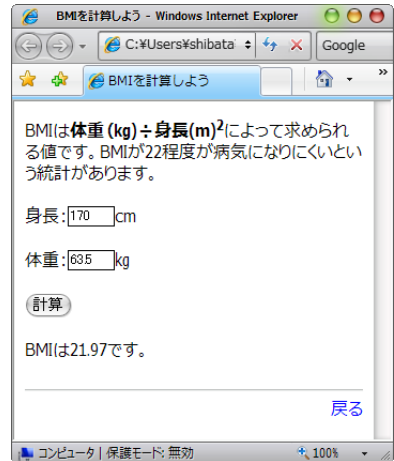 BMIを計算しよう - Windows Internet Explorer
C:¥Users¥shibata
Google
BMIを計算しよう
»
BMIは体重(kg)÷身長(m)²によって求められ
る値です。BMIが22程度が病気になりにくいとい
う統計があります。
身長:170cm
体重:63.5kg
計算
BMIは21.97です。
戻る
コンピュータ | 保護モード: 無効 100%